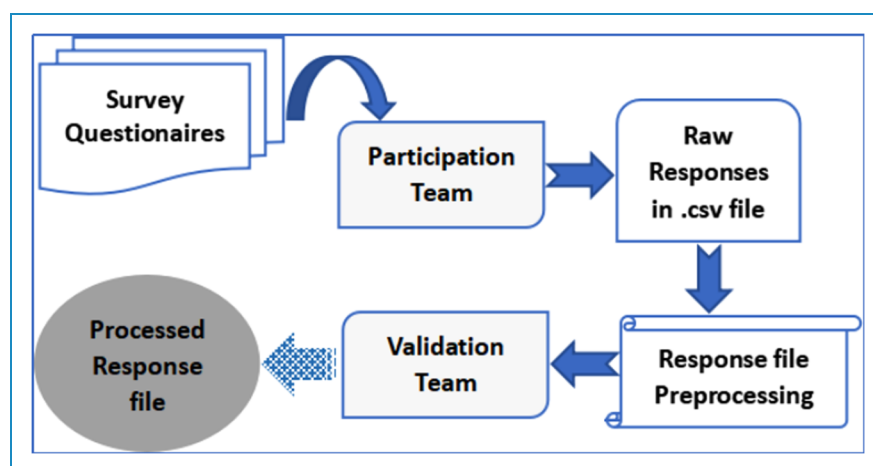 Survey
Questionaires
Participation
Team
Raw
Responses
in .csv file
Response file
Preprocessing
Validation
Team
Processed
Response
file